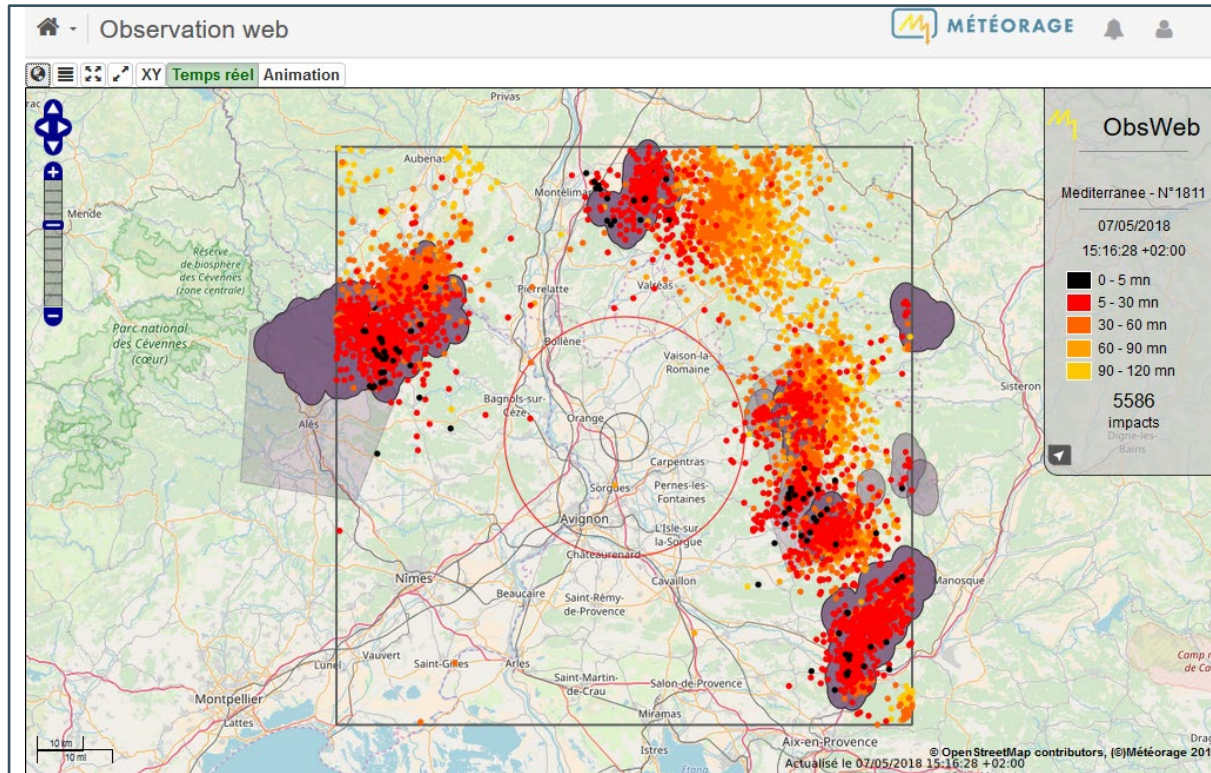 Observation web
MÉTÉORAGE
XY Temps réel Animation
Privas
Aubenas
Mende
Montélimar
Réserve
de biosphère
des Cévennes
(zone centrale)
Pierrelatte
Valréas
Parc national
des Cévennes
(cœur)
Bollène
Vaison-la-
Romaine
Sisteron
Bagnols-sur-
Cèze
Orange
Alès
Carpentras
Digne-les-
Bains
Sorgues
Pernes-les-
Fontaines
Avignon
L'Isle-sur-
la-Sorgue
Châteaurenard
Nîmes
Cavaillon
Manosque
Beaucaire
Saint-Rémy-
de-Provence
Lunel
Vauvert
Saint-Gilles
Arles
Saint-Martin-
de-Crau
Salon-de-Provence
Montpellier
Lattes
Miramas
Istres
Aix-en-Provence
10 km
10 mi
ObsWeb
Mediterranee - N°1811
07/05/2018
15:16:28 +02:00
0 - 5 mn
5 - 30 mn
30 - 60 mn
60 - 90 mn
90 - 120 mn
5586
impacts
© OpenStreetMap contributors, (©)Météorage 201
Actualisé le 07/05/2018 15:16:28 +02:00